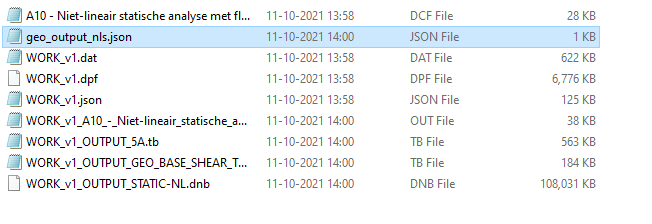 A10 - Niet-lineair statische analyse met fl... 11-10-2021 13:58 DCF File 28 KB
geo_output_nls.json 11-10-2021 14:00 JSON File 1 KB
WORK_v1.dat 11-10-2021 13:58 DAT File 622 KB
WORK_v1.dpf 11-10-2021 13:58 DPF File 6,776 KB
WORK_v1.json 11-10-2021 13:58 JSON File 125 KB
WORK_v1_A10_-_Niet-lineair_statische_a... 11-10-2021 14:00 OUT File 38 KB
WORK_v1_OUTPUT_5A.tb 11-10-2021 14:00 TB File 563 KB
WORK_v1_OUTPUT_GEO_BASE_SHEAR_T... 11-10-2021 14:00 TB File 184 KB
WORK_v1_OUTPUT_STATIC-NL.dnb 11-10-2021 14:00 DNB File 108,031 KB